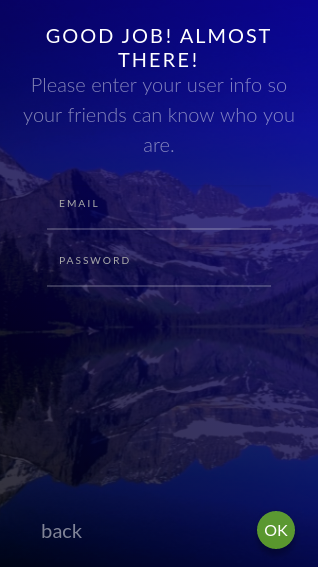 GOOD JOB! ALMOST
THERE!
Please enter your user info so
your friends can know who you
are.
EMAIL
PASSWORD
back
OK